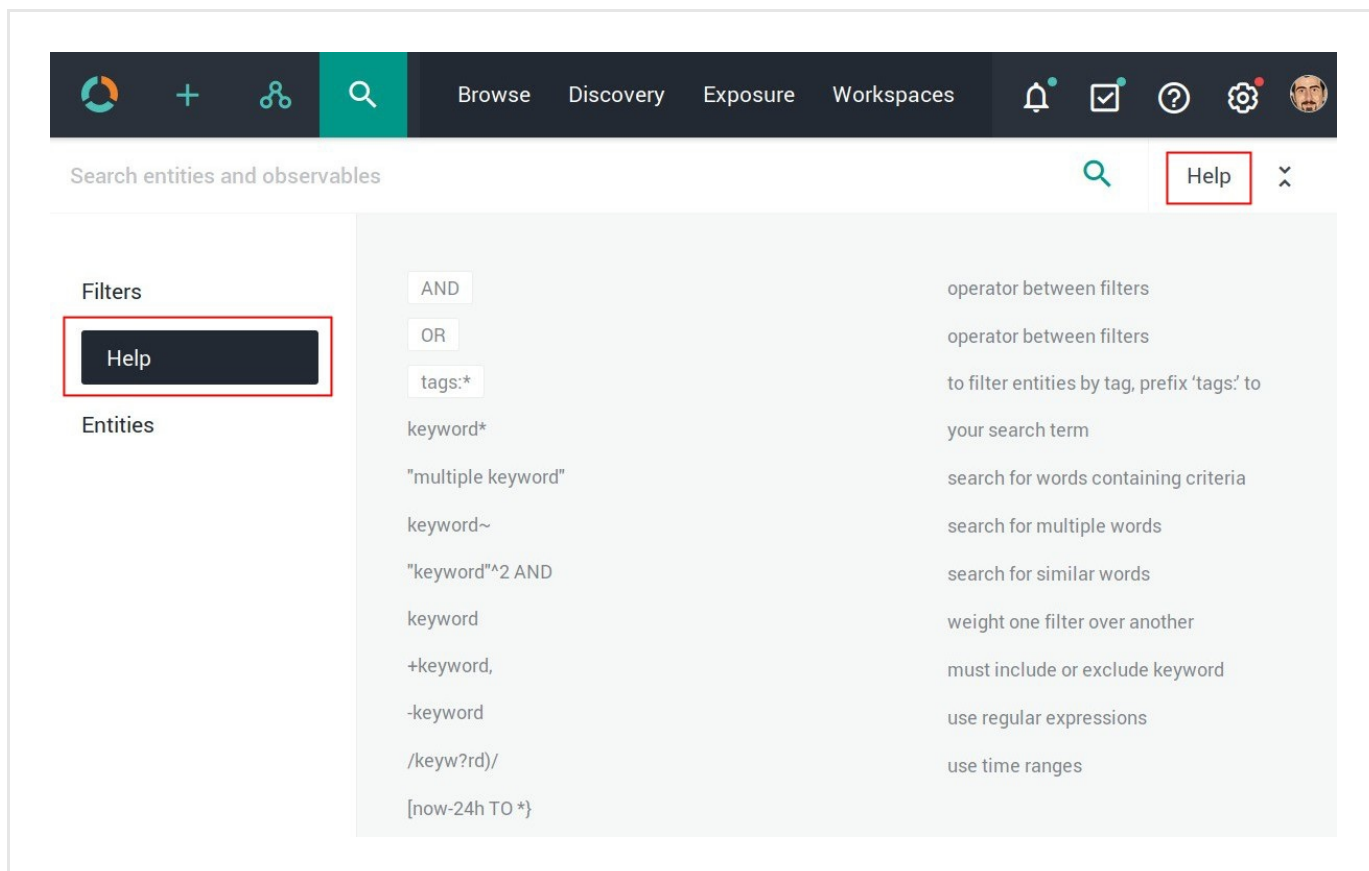 Browse Discovery Exposure Workspaces
Search entities and observables Help
Filters
Help
Entities
AND operator between filters
OR operator between filters
tags:* to filter entities by tag, prefix ‘tags:’ to
keyword* your search term
"multiple keyword" search for words containing criteria
keyword~ search for multiple words
"keyword"^2 AND search for similar words
keyword weight one filter over another
+keyword, must include or exclude keyword
-keyword use regular expressions
/keyw?rd)/ use time ranges
[now-24h TO *}